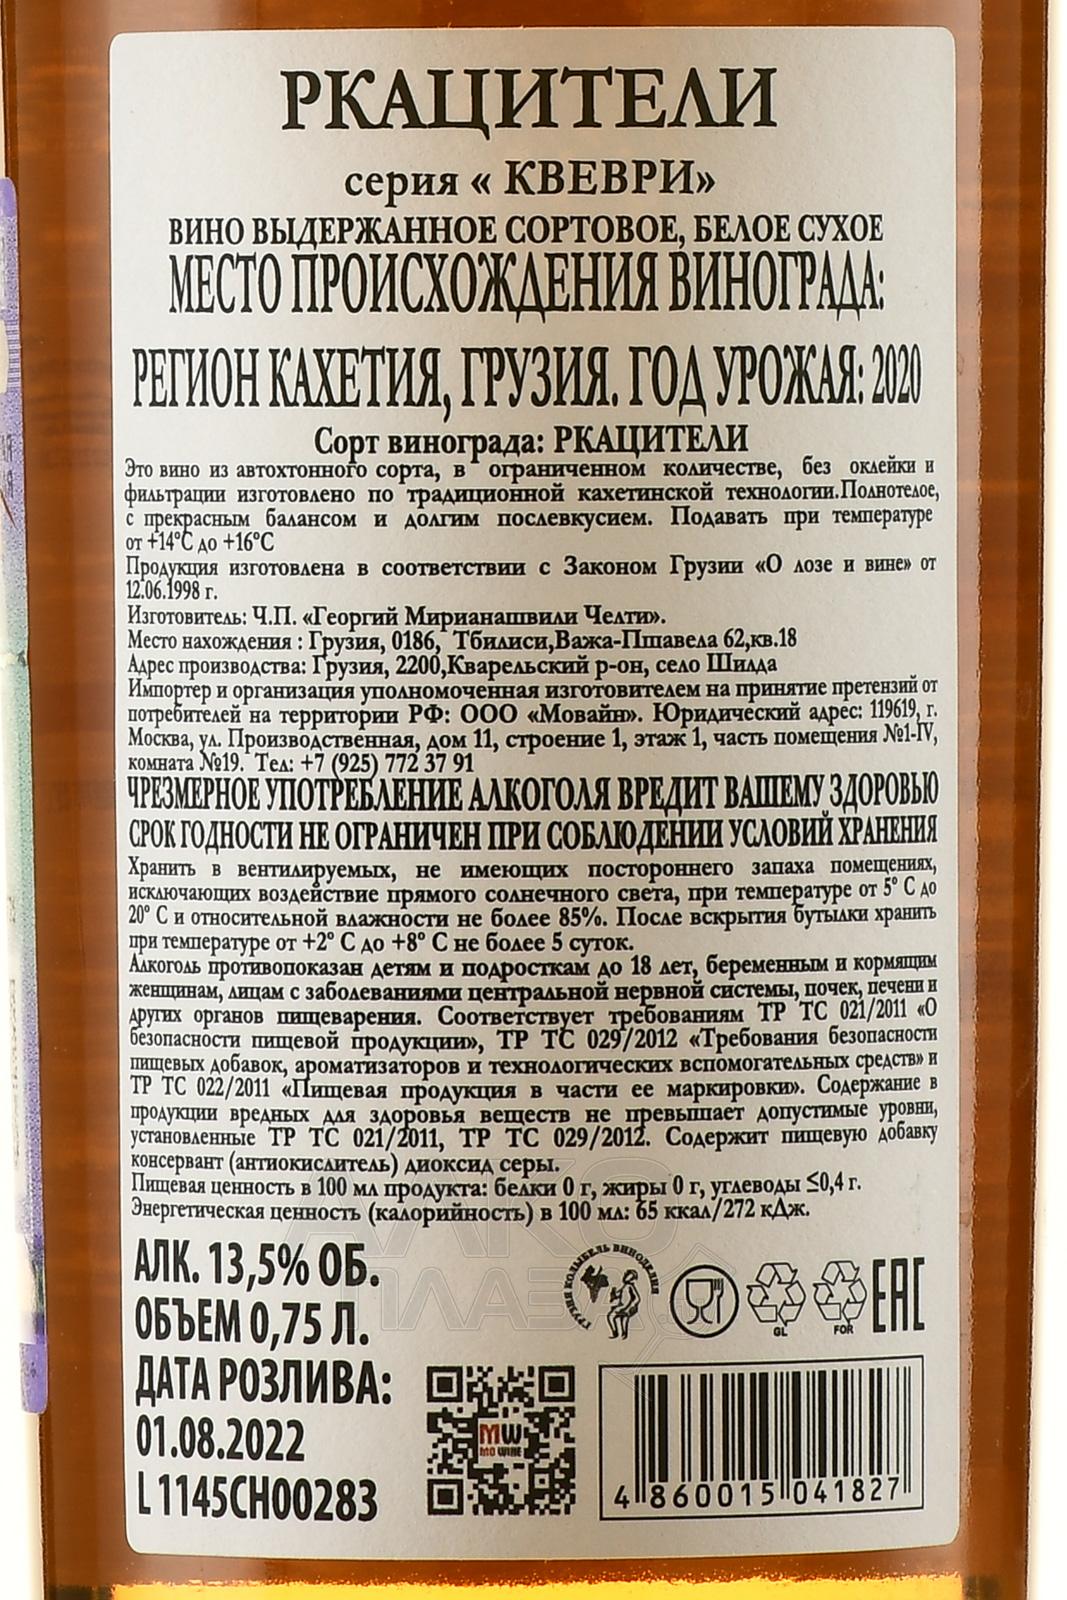 РКАЦИТЕЛИ
серия « КВЕВРИ»
ВИНО ВЫДЕРЖАННОЕ СОРТОВОЕ, БЕЛОЕ СУХОЕ
МЕСТО ПРОИСХОЖДЕНИЯ ВИНОГРАДА:
РЕГИОН КАХЕТИЯ, ГРУЗИЯ. ГОД УРОЖАЯ: 2020
Сорт винограда: РКАЦИТЕЛИ
Это вино из автохтонного сорта, в ограниченном количестве, без оклейки и
фильтрации изготовлено по традиционной кахетинской технологии.Полнотелое,
с прекрасным балансом и долгим послевкусием. Подавать при температуре
от +14°С до +16°С
Продукция изготовлена в соответствии с Законом Грузии «О лозе и вине» от
12.06.1998 г.
Изготовитель: Ч.П. «Георгий Мирианашвили Челти».
Место нахождения : Грузия, 0186, Тбилиси,Важа-Пшавела 62,кв.18
Адрес производства: Грузия, 2200,Кварельский р-он, село Шилда
Импортер и организация уполномоченная изготовителем на принятие претензий от
потребителей на территории РФ: ООО «Мовайн». Юридический адрес: 119619, г.
Москва, ул. Производственная, дом 11, строение 1, этаж 1, часть помещения №1-IV,
комната №19. Тел: +7 (925) 772 37 91
ЧРЕЗМЕРНОЕ УПОТРЕБЛЕНИЕ АЛКОГОЛЯ ВРЕДИТ ВАШЕМУ ЗДОРОВЬЮ
СРОК ГОДНОСТИ НЕ ОГРАНИЧЕН ПРИ СОБЛЮДЕНИИ УСЛОВИЙ ХРАНЕНИЯ
Хранить в вентилируемых, не имеющих постороннего запаха помещениях,
исключающих воздействие прямого солнечного света, при температуре от 5° С до
20° С и относительной влажности не более 85%. После вскрытия бутылки хранить
при температуре от +2° С до +8° С не более 5 суток.
Алкоголь противопоказан детям и подросткам до 18 лет, беременным и кормящим
женщинам, лицам с заболеваниями центральной нервной системы, почек, печени и
других органов пищеварения. Соответствует требованиям ТР ТС 021/2011 «О
безопасности пищевой продукции», ТР ТС 029/2012 «Требования безопасности
пищевых добавок, ароматизаторов и технологических вспомогательных средств» и
ТР ТС 022/2011 «Пищевая продукция в части ее маркировки». Содержание в
продукции вредных для здоровья веществ не превышает допустимые уровни,
установленные ТР ТС 021/2011, ТР ТС 029/2012. Содержит пищевую добавку
консервант (антиокислитель) диоксид серы.
Пищевая ценность в 100 мл продукта: белки 0 г, жиры 0 г, углеводы ≤0,4 г.
Энергетическая ценность (калорийность) в 100 мл: 65 ккал/272 кДж.
АЛК. 13,5% ОБ.
ОБЪЕМ 0,75 Л.
ДАТА РОЗЛИВА:
01.08.2022
L 1145CH00283
ГРУЗИЯ КОЛЫБЕЛЬ ВИНОДЕЛИЯ
GL
FOR
EAC
MW
MO WINE
4 860015 041827
АЛКО
ПЛАЗА